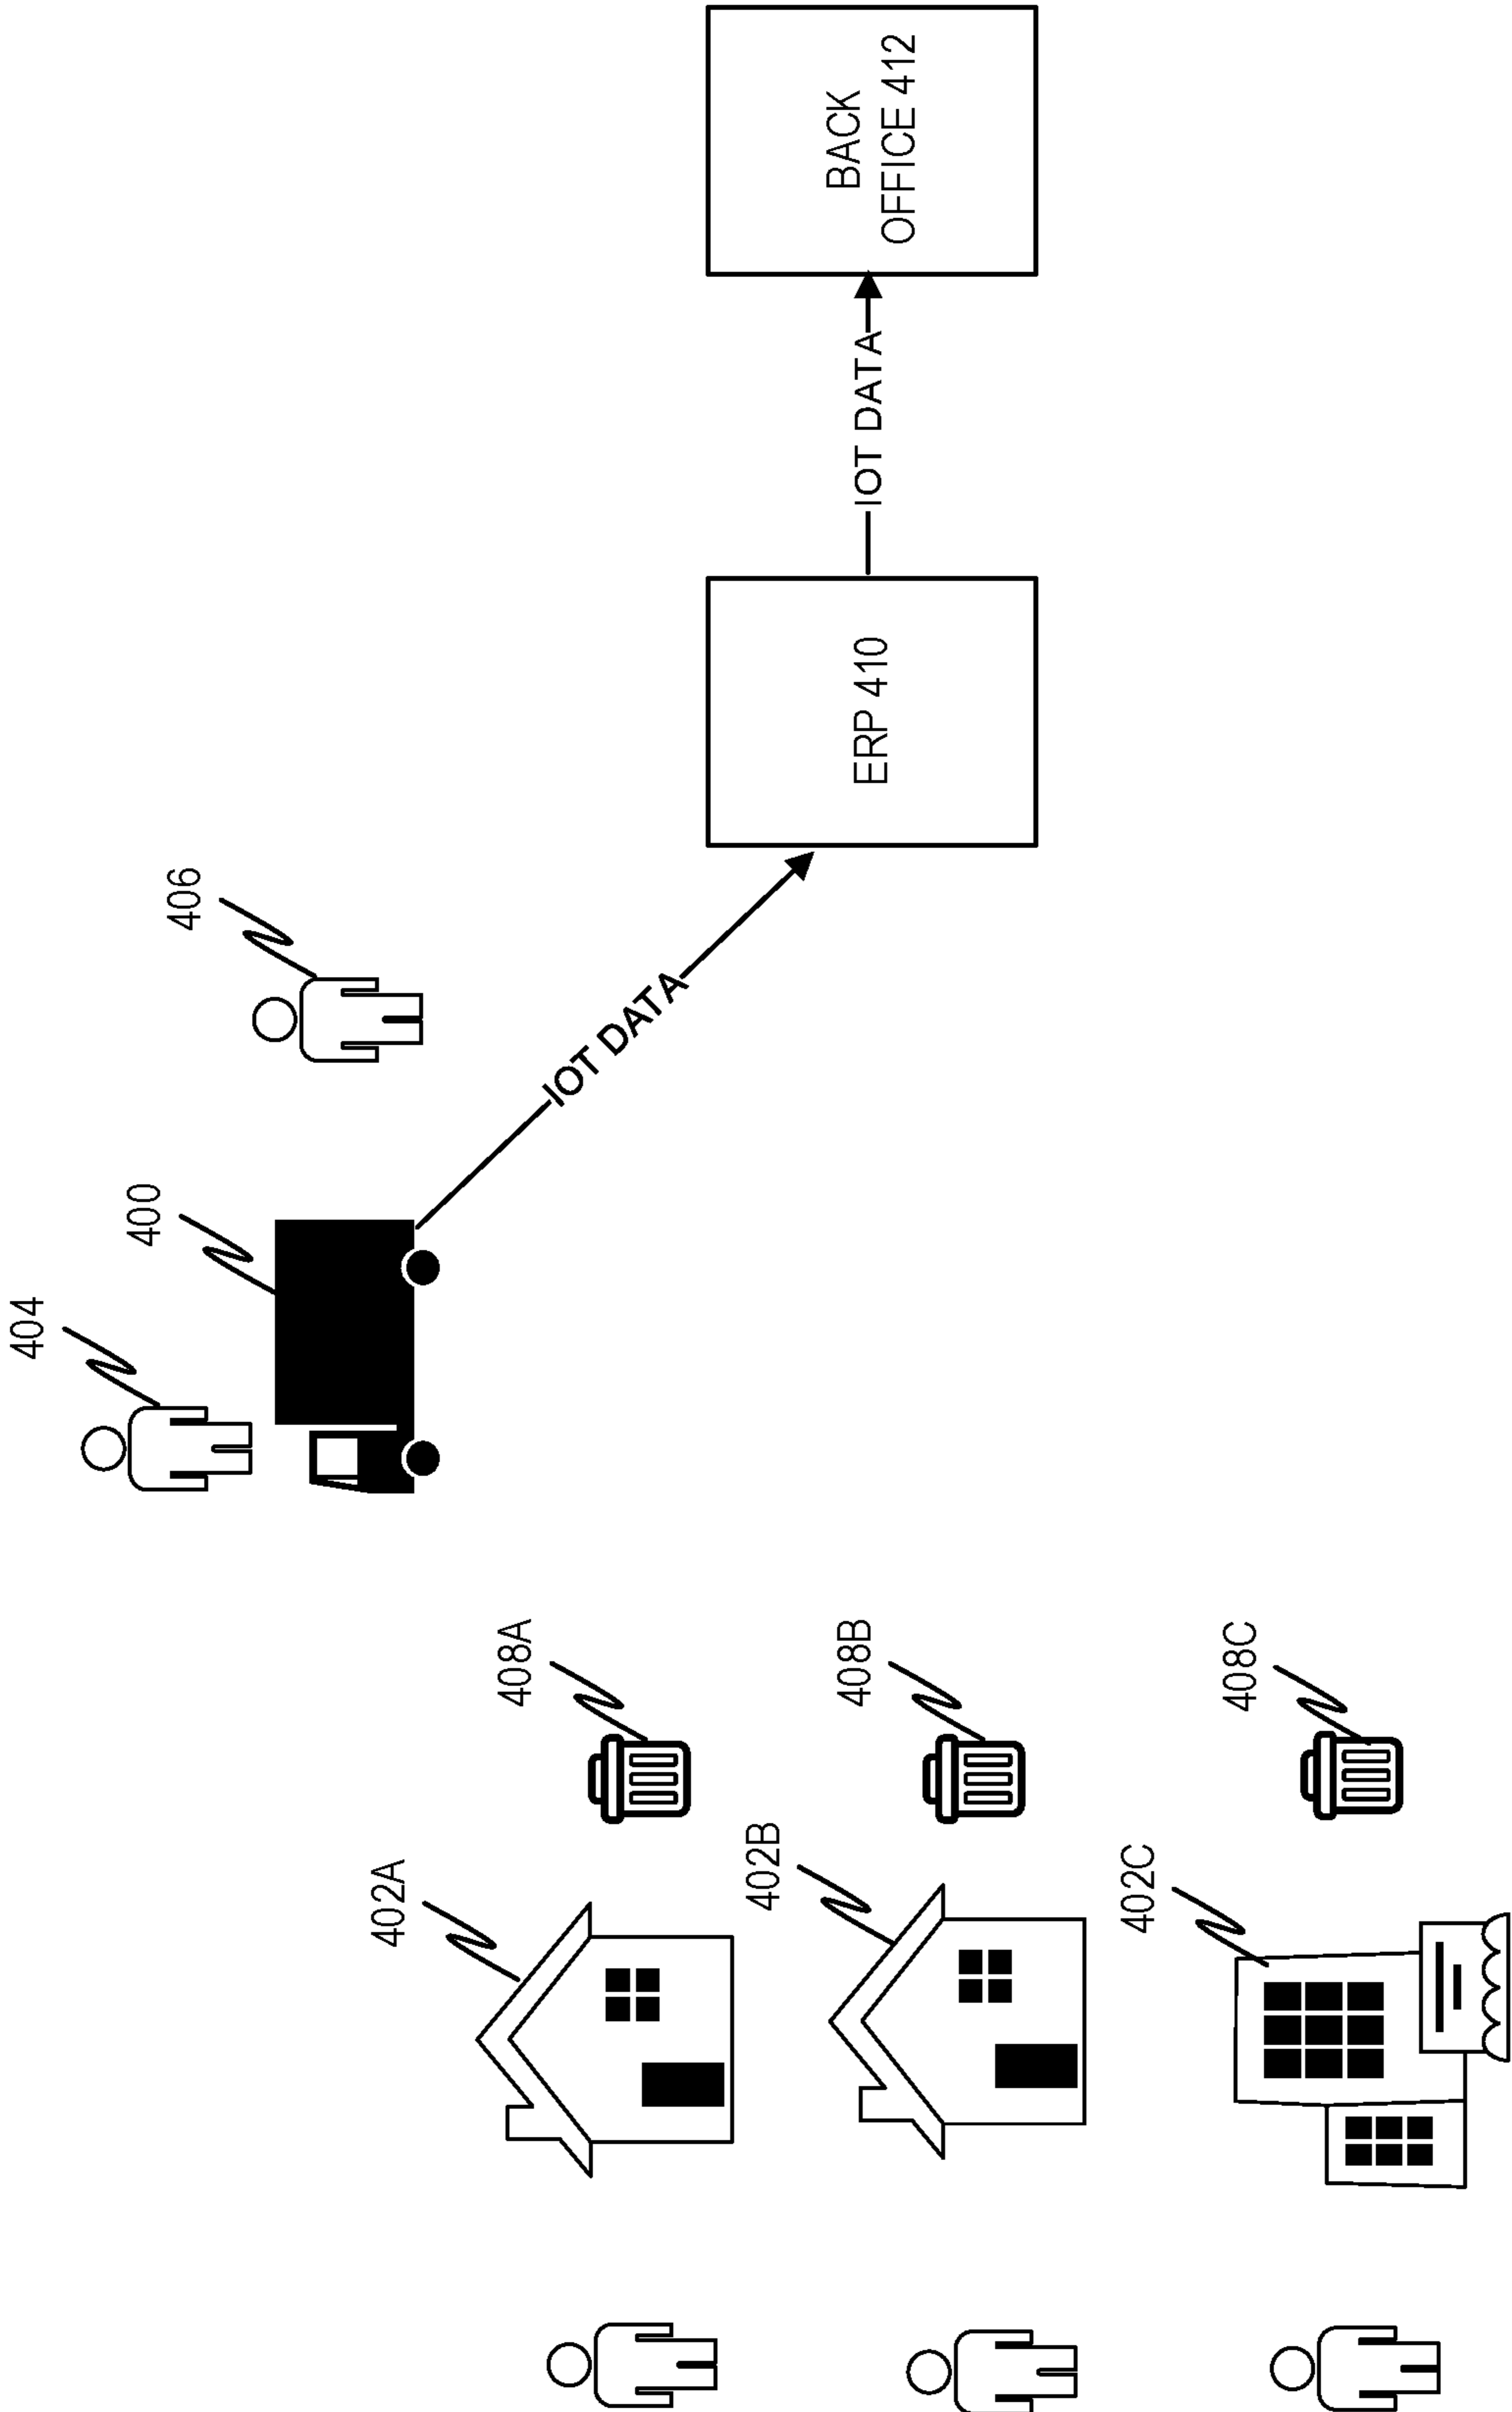 404
400
406
402A
408A
IOT DATA
402B
408B
ERP 410
IOT DATA
BACK
OFFICE 412
402C
408C